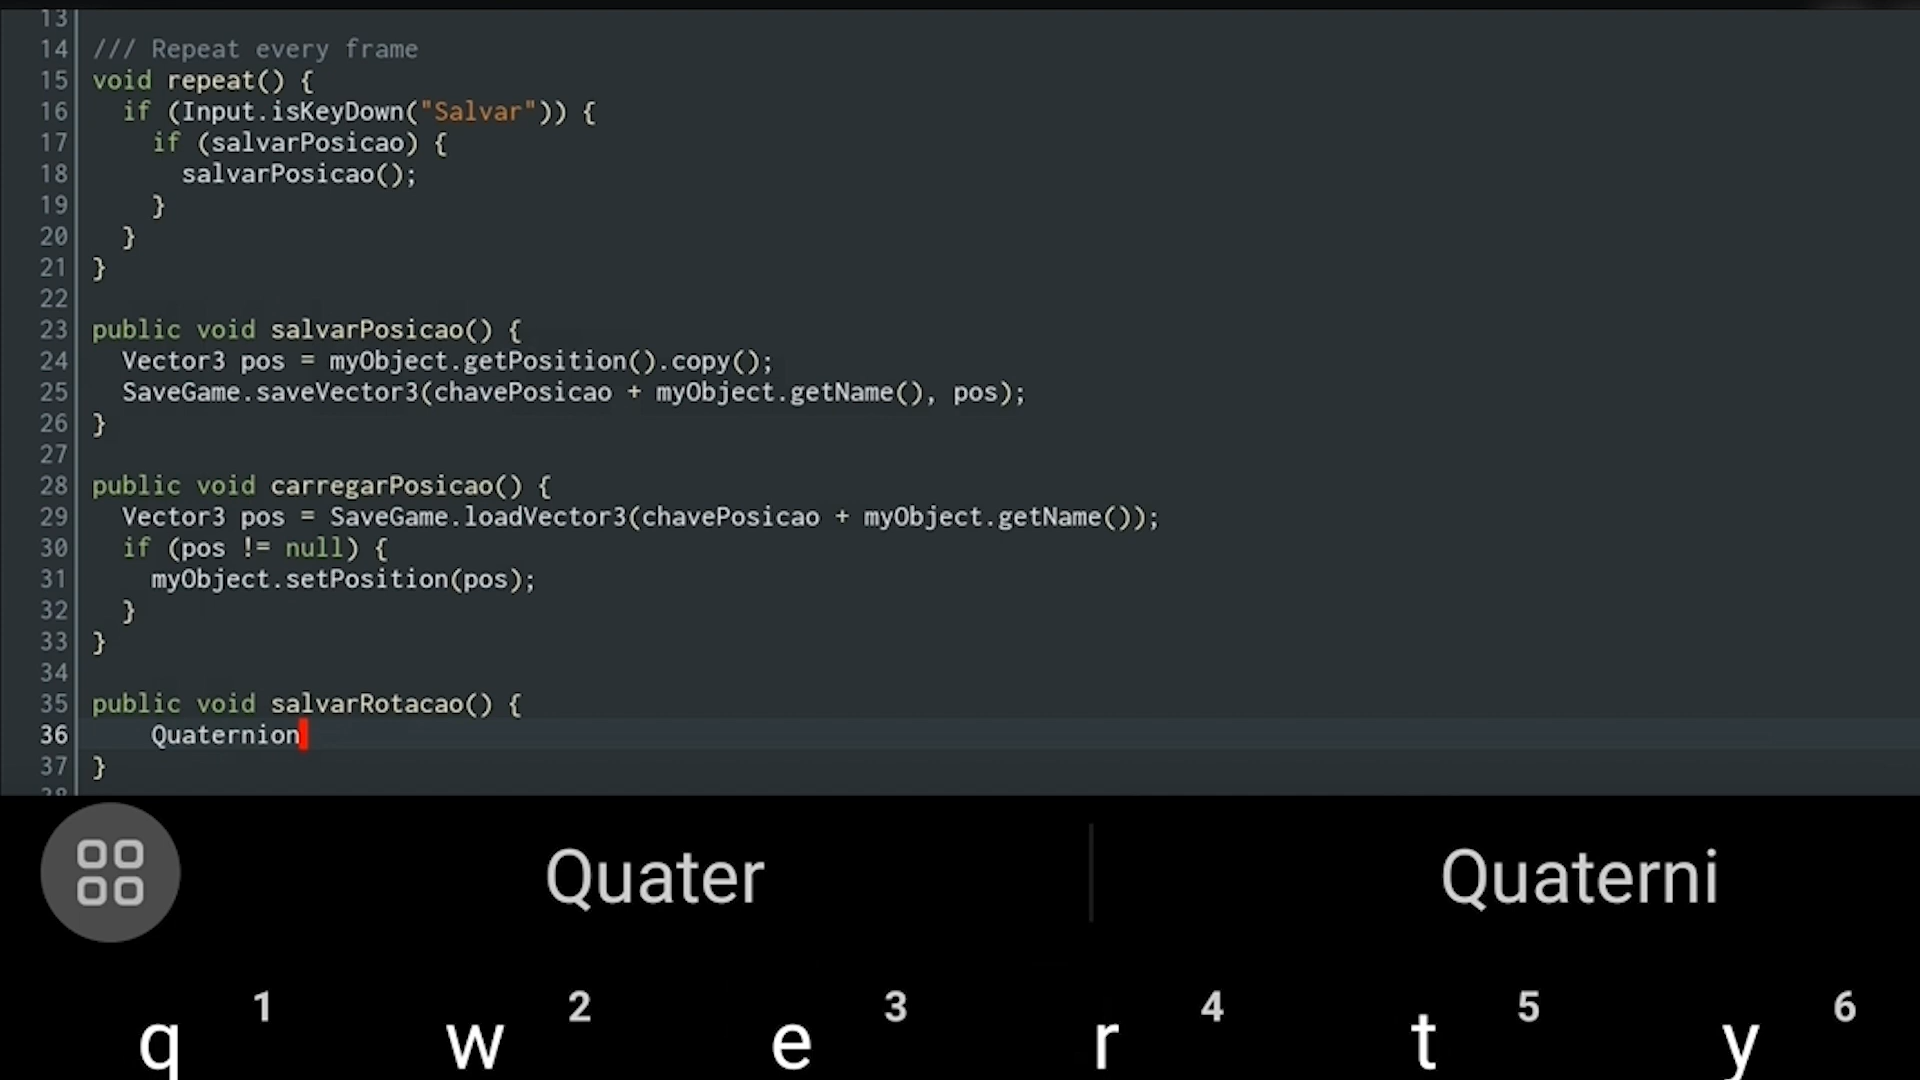 13
14 /// Repeat every frame
15 void repeat() {
16 if (Input.isKeyDown("Salvar")) {
17 if (salvarPosicao) {
18 salvarPosicao();
19 }
20 }
21 }
22
23 public void salvarPosicao() {
24 Vector3 pos = myObject.getPosition().copy();
25 SaveGame.saveVector3(chavePosicao + myObject.getName(), pos);
26 }
27
28 public void carregarPosicao() {
29 Vector3 pos = SaveGame.loadVector3(chavePosicao + myObject.getName());
30 if (pos != null) {
31 myObject.setPosition(pos);
32 }
33 }
34
35 public void salvarRotacao() {
36 Quaternion
37 }
38
Quater Quaterni
1 2 3 4 5 6
q w e r t y